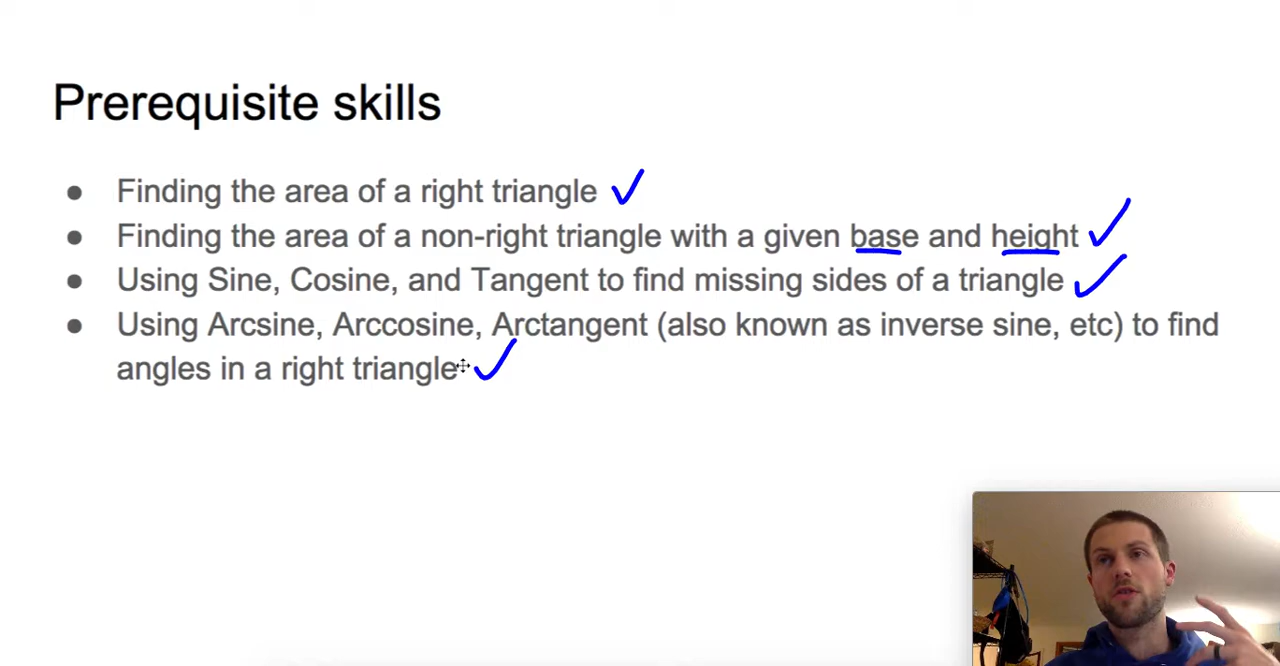 Prerequisite skills
● Finding the area of a right triangle ✓
● Finding the area of a non-right triangle with a given base and height ✓
● Using Sine, Cosine, and Tangent to find missing sides of a triangle ✓
● Using Arcsine, Arccosine, Arctangent (also known as inverse sine, etc) to find
angles in a right triangle ✓